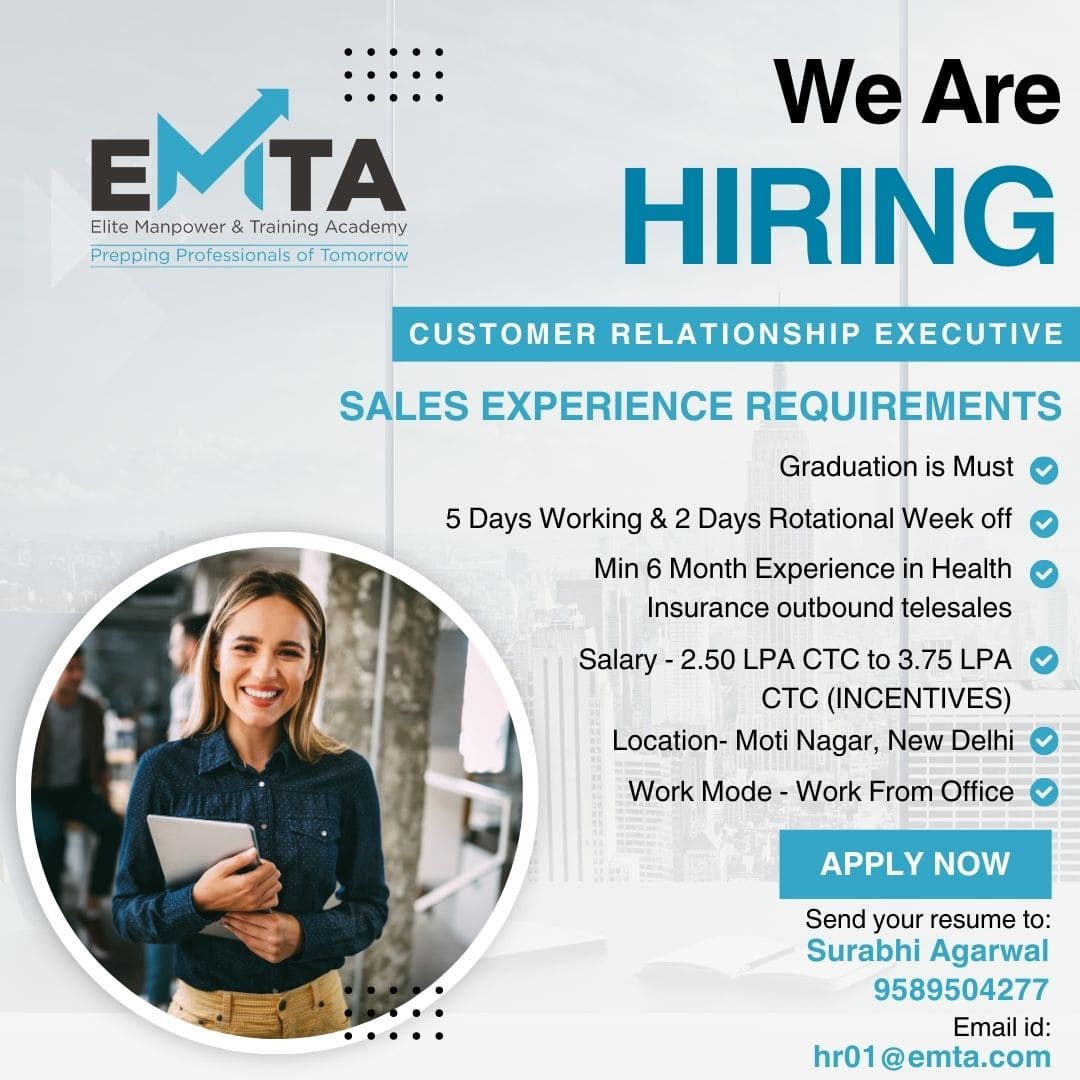 EMTA
Elite Manpower & Training Academy
Prepping Professionals of Tomorrow
We Are
HIRING
CUSTOMER RELATIONSHIP EXECUTIVE
SALES EXPERIENCE REQUIREMENTS
Graduation is Must
5 Days Working & 2 Days Rotational Week off
Min 6 Month Experience in Health
Insurance outbound telesales
Salary - 2.50 LPA CTC to 3.75 LPA
CTC (INCENTIVES)
Location- Moti Nagar, New Delhi
Work Mode - Work From Office
APPLY NOW
Send your resume to:
Surabhi Agarwal
9589504277
Email id:
hr01@emta.com